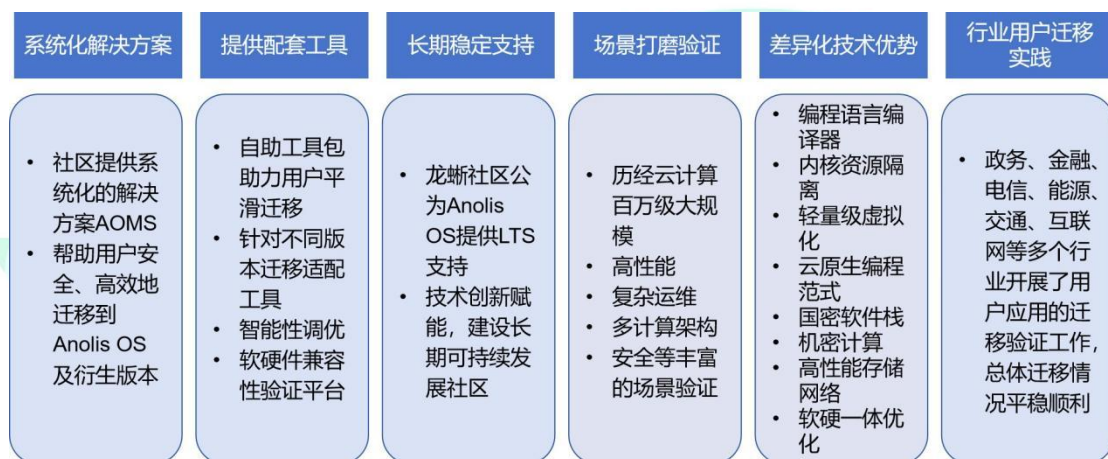 系统化解决方案
• 社区提供系
统化的解决
方案AOMS
• 帮助用户安
全、高效地
迁移到
Anolis OS
及衍生版本
提供配套工具
• 自助工具包
助力用户平
滑迁移
• 针对不同版
本迁移适配
工具
• 智能性调优
• 软硬件兼容
性验证平台
长期稳定支持
• 龙蜥社区公
为Anolis
OS提供LTS
支持
• 技术创新赋
能，建设长
期可持续发
展社区
场景打磨验证
• 历经云计算
百万级大规
模
• 高性能
• 复杂运维
• 多计算架构
• 安全等丰富
的场景验证
差异化技术优势
• 编程语言编
译器
• 内核资源隔
离
• 轻量级虚拟
化
• 云原生编程
范式
• 国密软件栈
• 机密计算
• 高性能存储
网络
• 软硬一体优
化
行业用户迁移
实践
• 政务、金融、
电信、能源、
交通、互联
网等多个行
业开展了用
户应用的迁
移验证工作，
总体迁移情
况平稳顺利